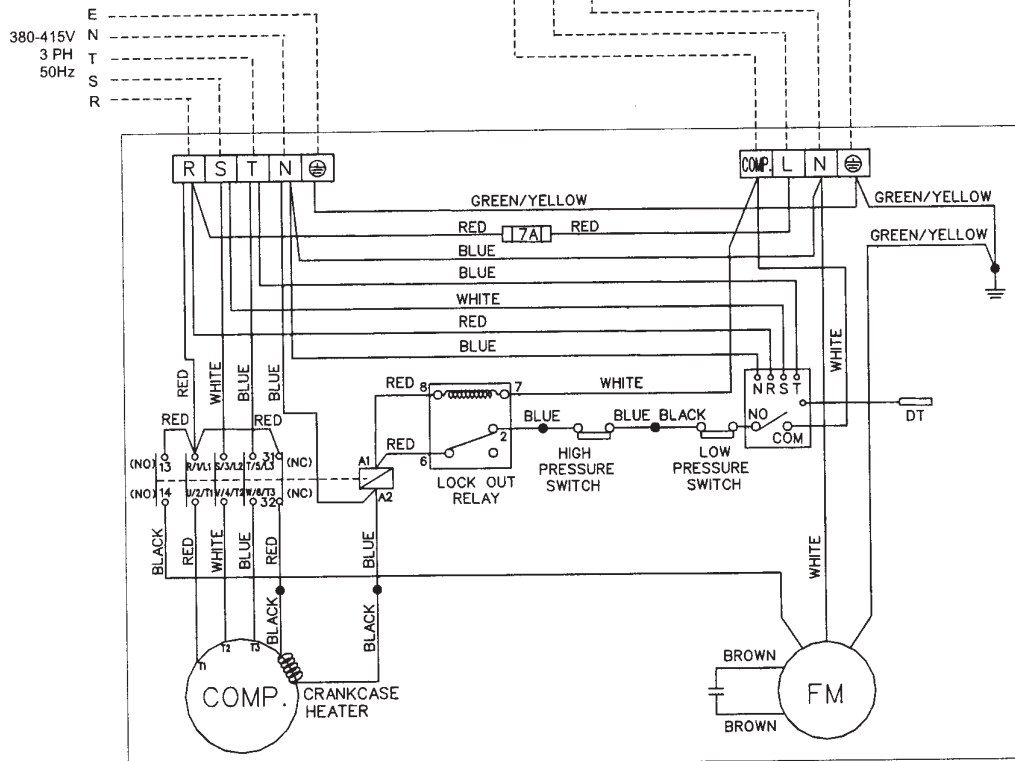 E
380-415V N
3 PH T
50Hz S
R
R S T N
COMP. L N
GREEN/YELLOW
GREEN/YELLOW
RED 7A RED
GREEN/YELLOW
BLUE
BLUE
WHITE
RED
BLUE
WHITE
N R S T
RED
WHITE
BLUE
BLUE
RED 8 7 WHITE
DT
RED RED
BLUE BLUE BLACK NO
COM
2
RED
6
(NO) 13 R/1/L1 S/3/L2 T/5/L3 31 (NC)
A1
HIGH
PRESSURE
SWITCH
LOW
PRESSURE
SWITCH
LOCK OUT
RELAY
(NO) 14 U/2/T1 V/4/T2 W/6/T3 32 (NC)
A2
BLACK
RED
WHITE
BLUE
RED
BLUE
WHITE
BLACK
BLACK
T1 T2 T3
COMP.
CRANKCASE
HEATER
BROWN
FM
BROWN